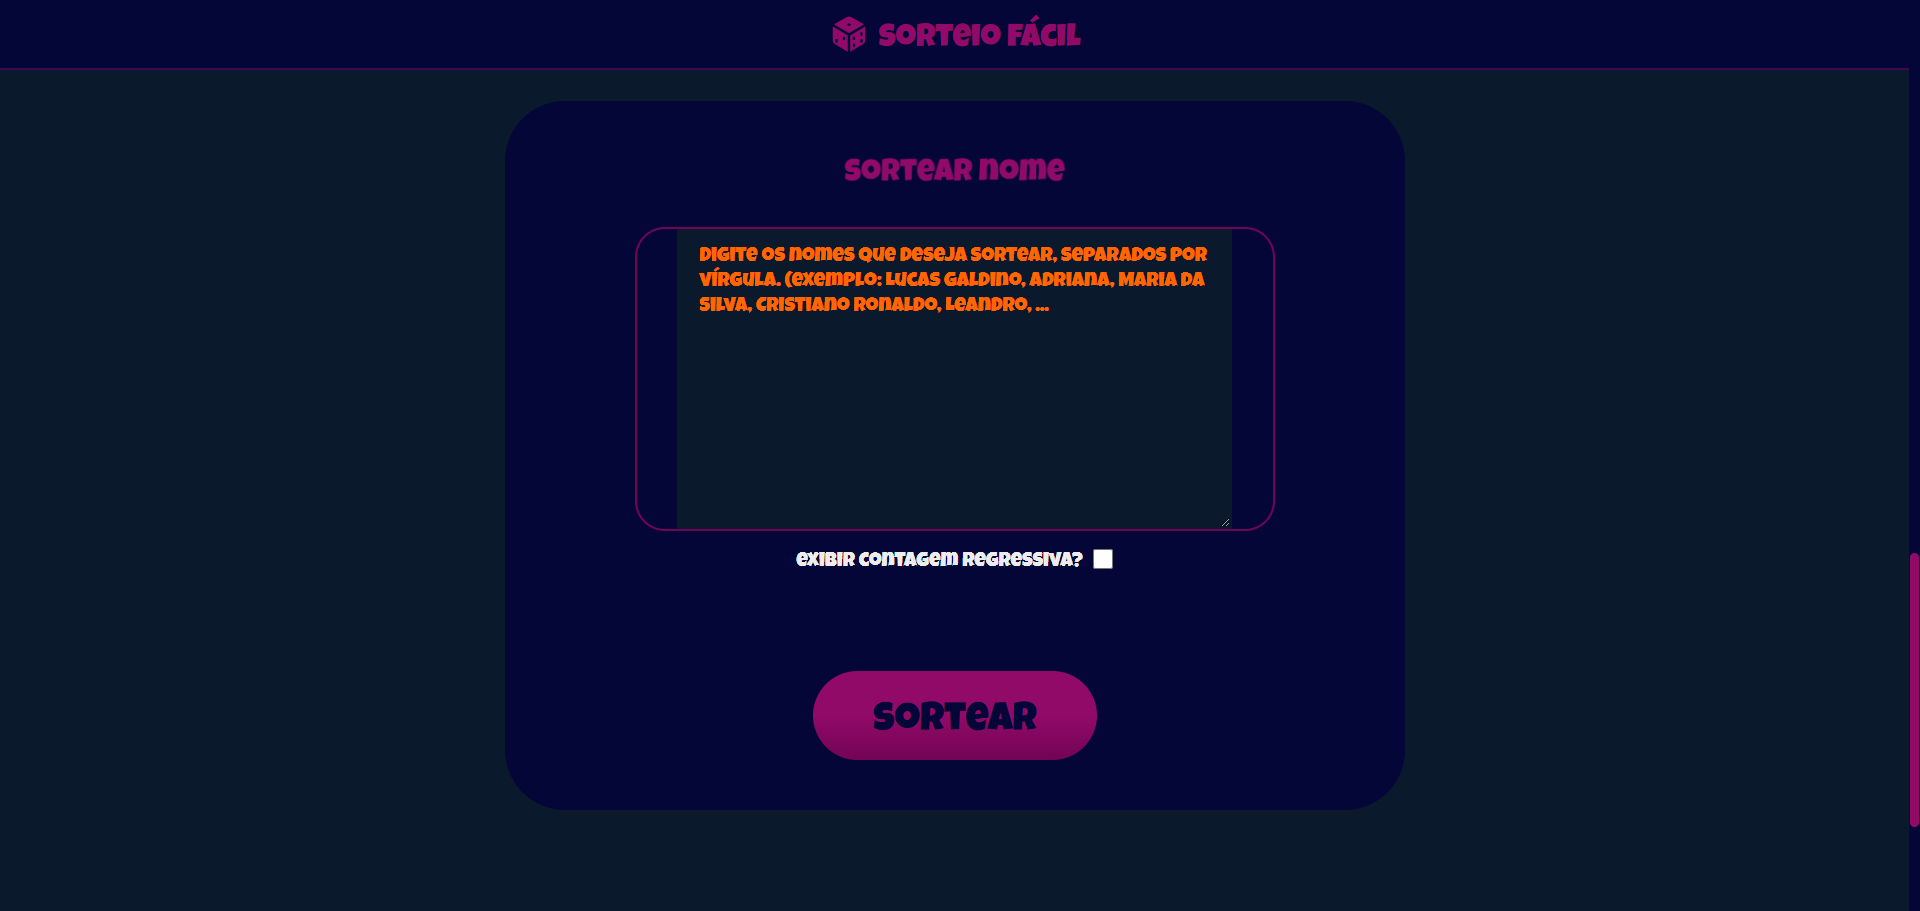 SORTEIO FÁCIL
SORTEAR NOME
DIGITE OS NOMES QUE DESEJA SORTEAR, SEPARADOS POR
VÍRGULA. (EXEMPLO: LUCAS GALDINO, ADRIANA, MARIA DA
SILVA, CRISTIANO RONALDO, LEANDRO, ...
EXIBIR CONTAGEM REGRESSIVA?
SORTEAR